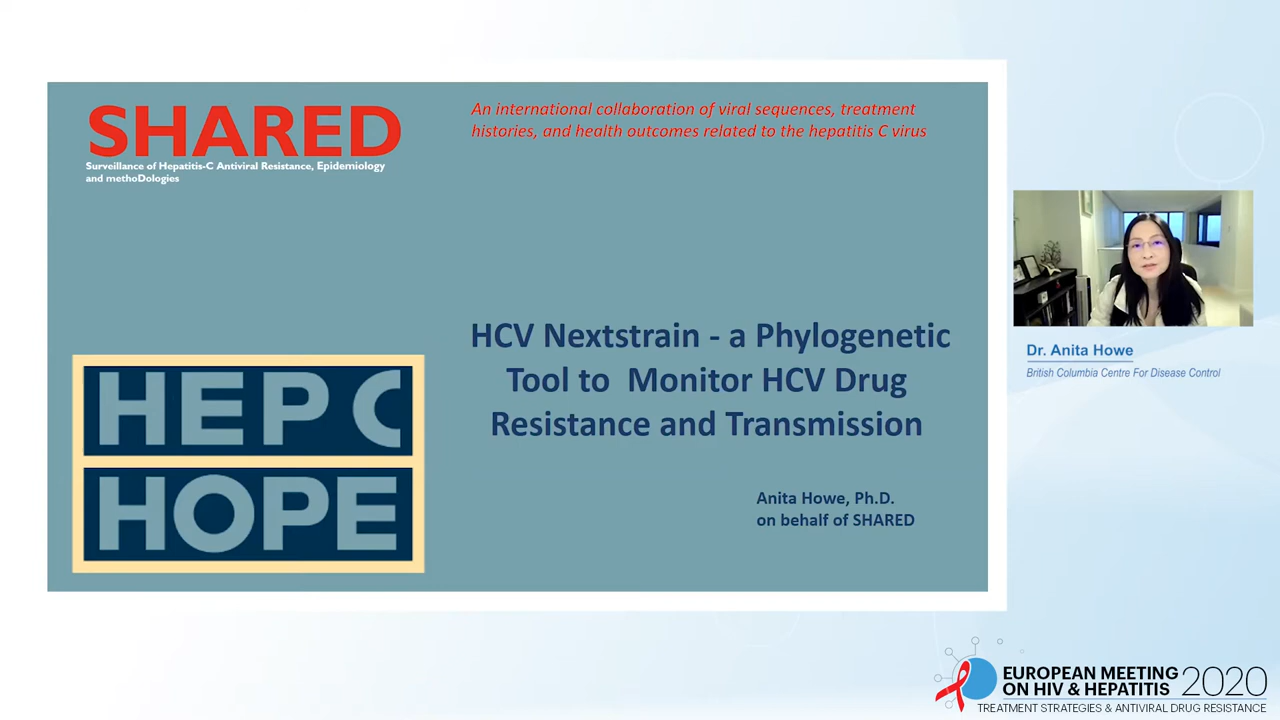 SHARED
Surveillance of Hepatitis-C Antiviral Resistance, Epidemiology
and methoDologies
An international collaboration of viral sequences, treatment
histories, and health outcomes related to the hepatitis C virus
HEP C
HOPE
HCV Nextstrain - a Phylogenetic
Tool to Monitor HCV Drug
Resistance and Transmission
Anita Howe, Ph.D.
on behalf of SHARED
Dr. Anita Howe
British Columbia Centre For Disease Control
EUROPEAN MEETING
ON HIV & HEPATITIS 2020
TREATMENT STRATEGIES & ANTIVIRAL DRUG RESISTANCE